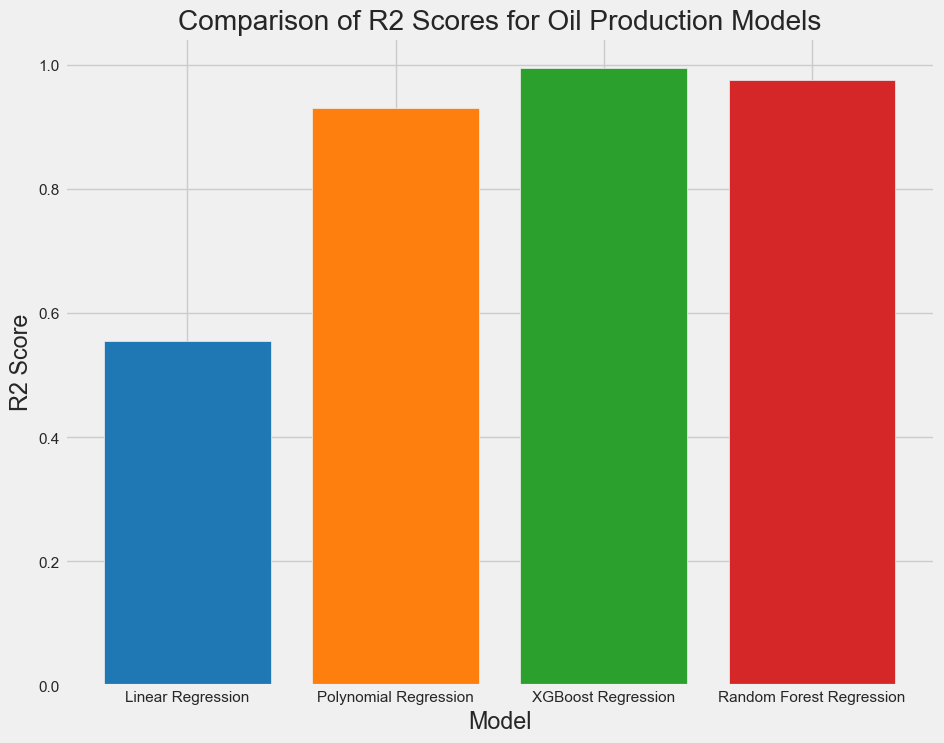 Comparison of R2 Scores for Oil Production Models
R2 Score
1.0
0.8
0.6
0.4
0.2
0.0
Linear Regression
Polynomial Regression
XGBoost Regression
Random Forest Regression
Model